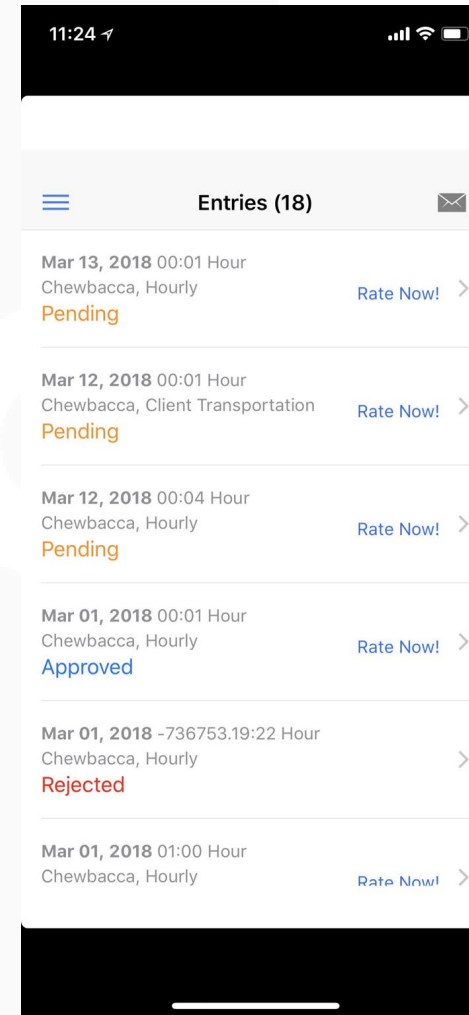 11:24
Entries (18)
Mar 13, 2018 00:01 Hour
Chewbacca, Hourly
Rate Now!
Pending
Mar 12, 2018 00:01 Hour
Chewbacca, Client Transportation
Rate Now!
Pending
Mar 12, 2018 00:04 Hour
Chewbacca, Hourly
Rate Now!
Pending
Mar 01, 2018 00:01 Hour
Chewbacca, Hourly
Rate Now!
Approved
Mar 01, 2018 -736753.19:22 Hour
Chewbacca, Hourly
Rejected
Mar 01, 2018 01:00 Hour
Chewbacca, Hourly
Rate Now!